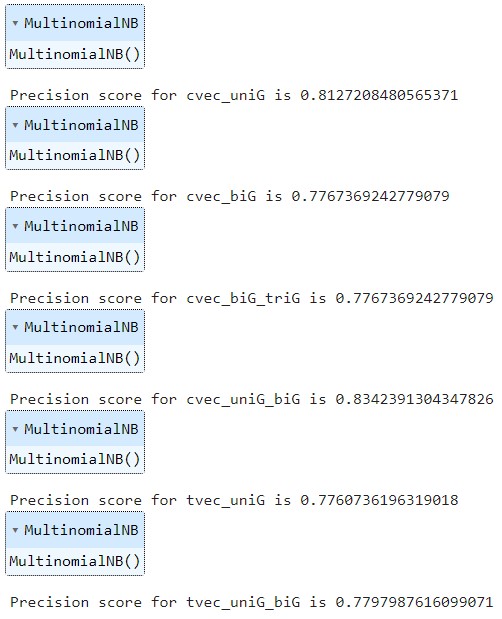 ▾ MultinomialNB
MultinomialNB()
Precision score for cvec_uniG is 0.8127208480565371
▾ MultinomialNB
MultinomialNB()
Precision score for cvec_biG is 0.7767369242779079
▾ MultinomialNB
MultinomialNB()
Precision score for cvec_biG_triG is 0.7767369242779079
▾ MultinomialNB
MultinomialNB()
Precision score for cvec_uniG_biG is 0.8342391304347826
▾ MultinomialNB
MultinomialNB()
Precision score for tvec_uniG is 0.7760736196319018
▾ MultinomialNB
MultinomialNB()
Precision score for tvec_uniG_biG is 0.7797987616099071